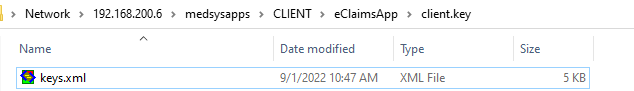 Network > 192.168.200.6 > medsysapps > CLIENT > eClaimsApp > client.key
Name Date modified Type Size
keys.xml 9/1/2022 10:47 AM XML File 5 KB